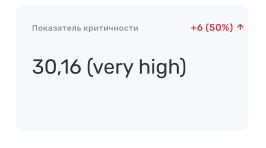 Показатель критичности +6 (50%) ↑
30,16 (very high)